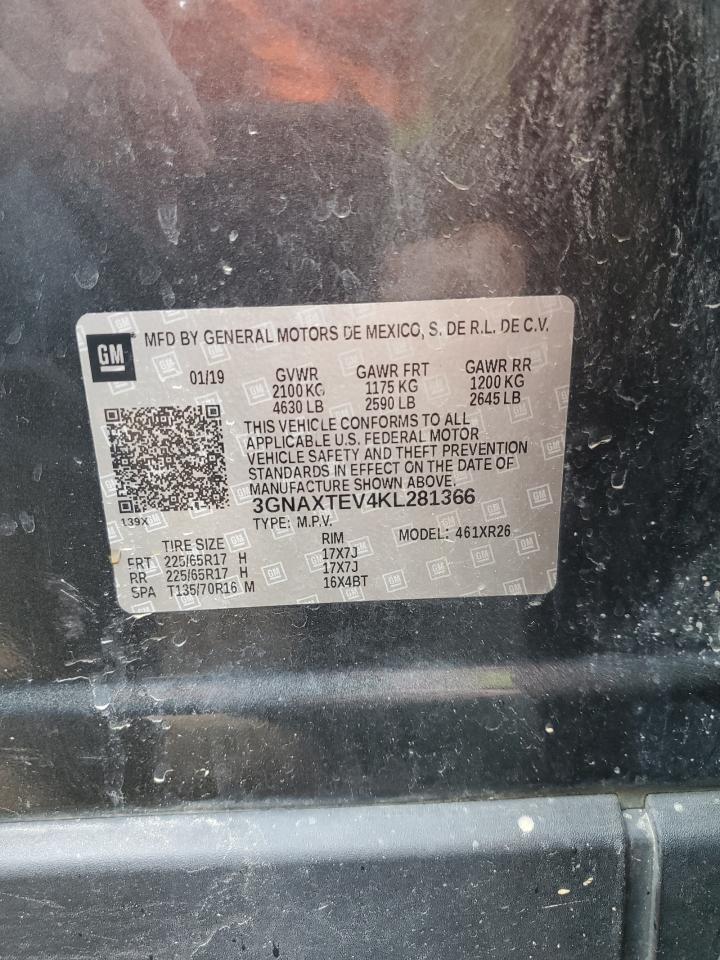 GM
MFD BY GENERAL MOTORS DE MEXICO, S. DE R.L. DE C.V.
01/19 GVWR GAWR FRT GAWR RR
2100 KG 1175 KG 1200 KG
4630 LB 2590 LB 2645 LB
THIS VEHICLE CONFORMS TO ALL
APPLICABLE U.S. FEDERAL MOTOR
VEHICLE SAFETY AND THEFT PREVENTION
STANDARDS IN EFFECT ON THE DATE OF
MANUFACTURE SHOWN ABOVE.
139X 3GNAXTEV4KL281366
TYPE: M.P.V. MODEL: 461XR26
TIRE SIZE RIM
FRT 225/65R17 H 17X7J
RR 225/65R17 H 17X7J
SPA T135/70R16 M 16X4BT